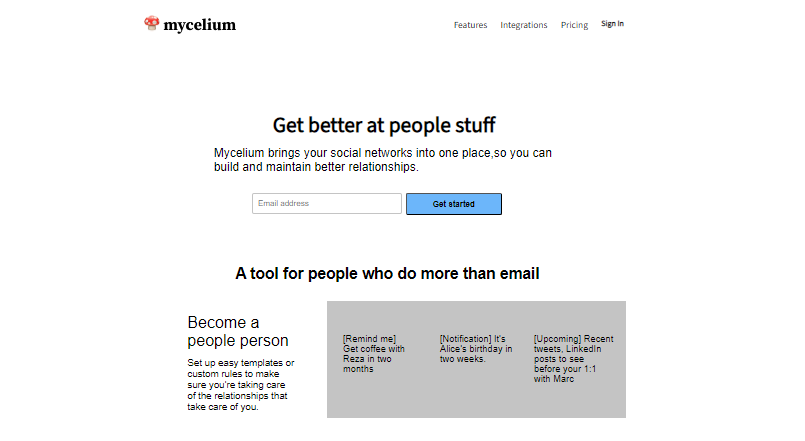 mycelium
Features Integrations Pricing Sign In
Get better at people stuff
Mycelium brings your social networks into one place,so you can
build and maintain better relationships.
Email address
Get started
A tool for people who do more than email
Become a
people person
Set up easy templates or
custom rules to make
sure you're taking care
of the relationships that
take care of you.
[Remind me]
Get coffee with
Reza in two
months
[Notification] It's
Alice's birthday in
two weeks.
[Upcoming] Recent
tweets, LinkedIn
posts to see
before your 1:1
with Marc